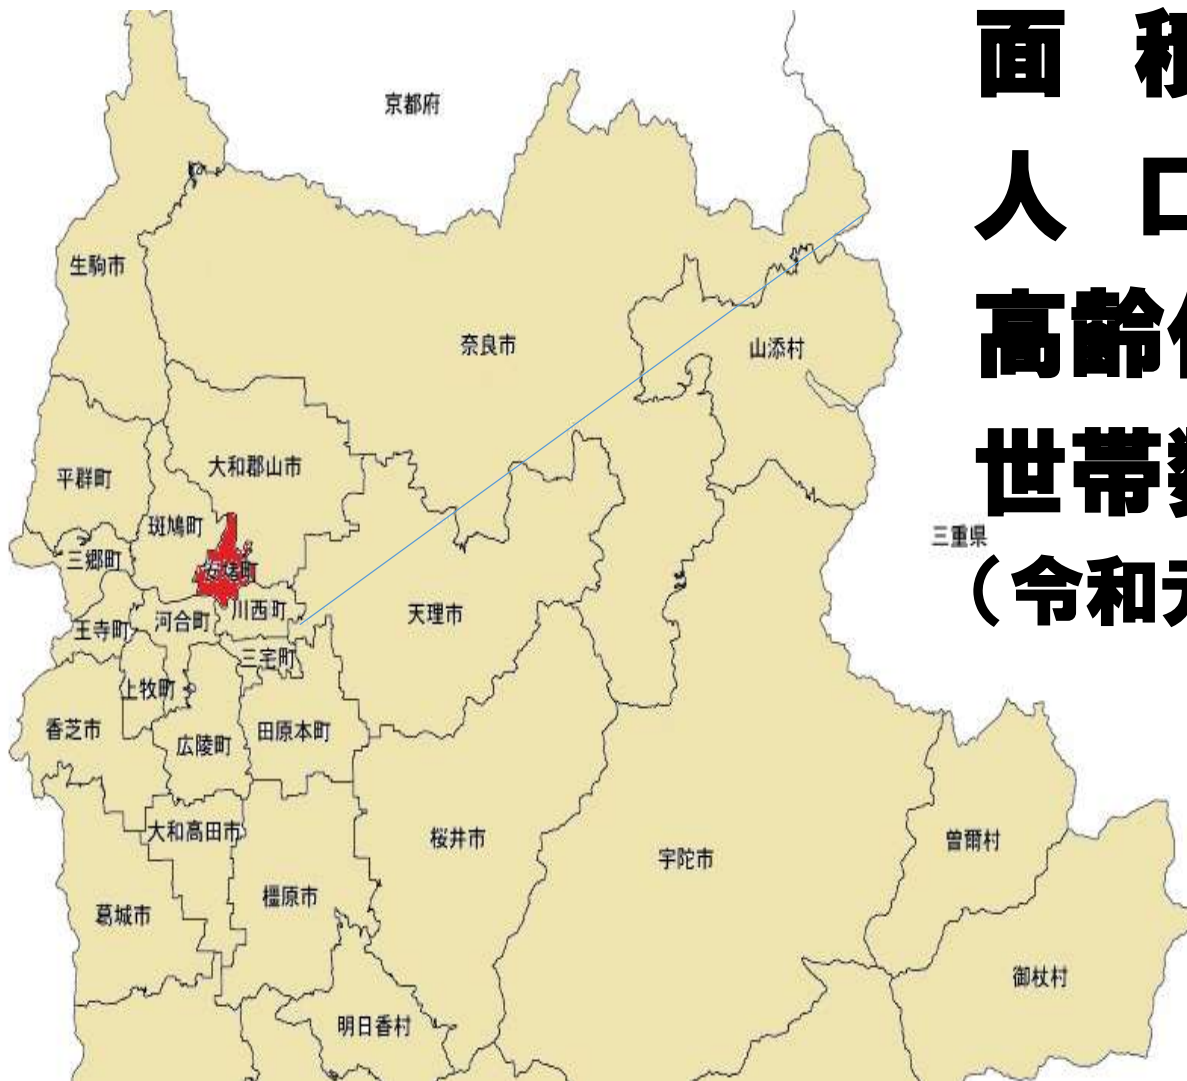 面 積
人 口
高齢化
世帯数
（令和元
京都府
生駒市
奈良市
山添村
大和郡山市
平群町
斑鳩町
三重県
三郷町
安堵町
川西町
河合町
天理市
王寺町
三宅町
上牧町
香芝市
田原本町
広陵町
大和高田市
桜井市
曽爾村
宇陀市
橿原市
葛城市
御杖村
明日香村